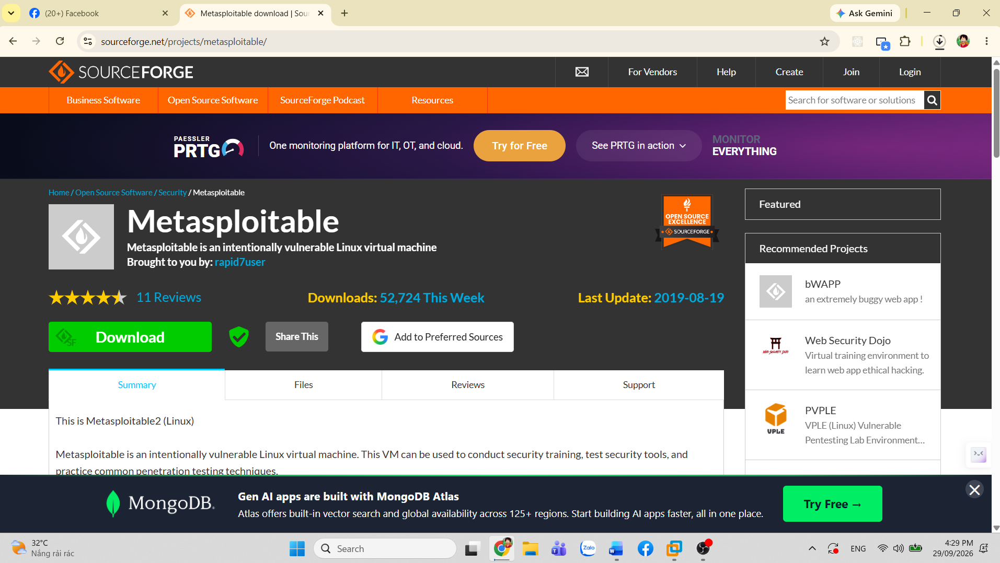 (20+) Facebook
Metasploitable download | Sou
Ask Gemini
sourceforge.net/projects/metasploitable/
SOURCEFORGE
For Vendors
Help
Create
Join
Login
Business Software
Open Source Software
SourceForge Podcast
Resources
Search for software or solutions
PAESSLER
PRTG
One monitoring platform for IT, OT, and cloud.
Try for Free
See PRTG in action
MONITOR
EVERYTHING
Home / Open Source Software / Security / Metasploitable
Metasploitable
Metasploitable is an intentionally vulnerable Linux virtual machine
Brought to you by: rapid7user
OPEN SOURCE
EXCELLENCE
SOURCEFORGE
11 Reviews
Downloads: 52,724 This Week
Last Update: 2019-08-19
SF
Download
Share This
Add to Preferred Sources
Summary
Files
Reviews
Support
This is Metasploitable2 (Linux)
Metasploitable is an intentionally vulnerable Linux virtual machine. This VM can be used to conduct security training, test security tools, and
practice common penetration testing techniques.
Featured
Recommended Projects
bWAPP
an extremely buggy web app !
Web Security Dojo
Web Security Dojo
Virtual training environment to
learn web app ethical hacking.
VPLE
PVPLE
VPLE (Linux) Vulnerable
Pentesting Lab Environment...
MongoDB.
Gen AI apps are built with MongoDB Atlas
Atlas offers built-in vector search and global availability across 125+ regions. Start building AI apps faster, all in one place.
Try Free →
32°C
Nắng rải rác
Search
Zalo
ENG
4:29 PM
29/09/2026